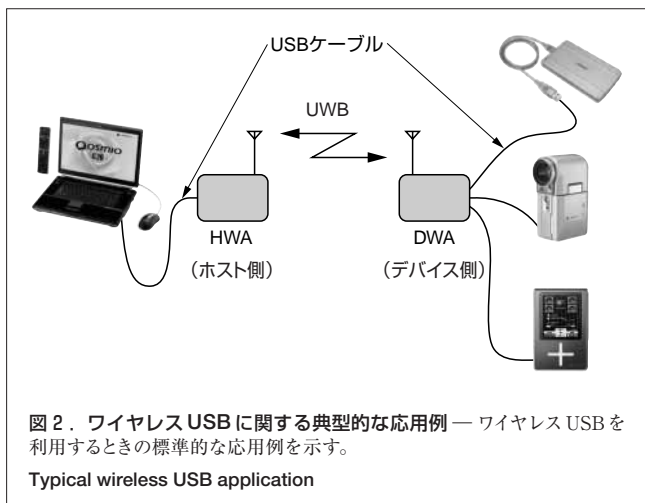 USBケーブル
UWB
Qosmio
HWA
(ホスト側)
DWA
(デバイス側)
図2.ワイヤレスUSBに関する典型的な応用例 — ワイヤレスUSBを
利用するときの標準的な応用例を示す。
Typical wireless USB application